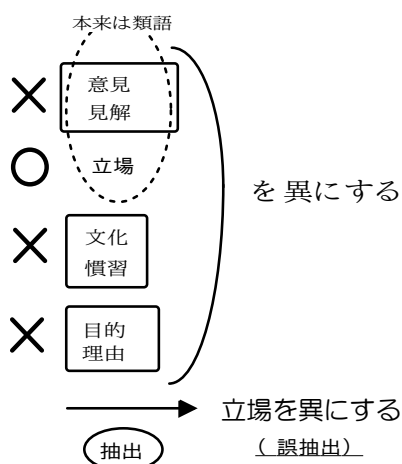 本来は類語
意見
見解
立場
を異にする
文化
慣習
目的
理由
立場を異にする
抽出
(誤抽出)